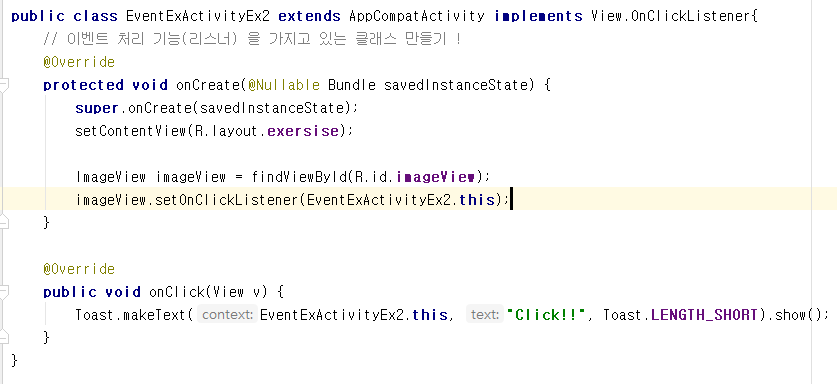 public class EventExActivityEx2 extends AppCompatActivity implements View.OnClickListener{
// 이벤트 처리 기능(리스너) 을 가지고 있는 클래스 만들기 !
@Override
protected void onCreate(@Nullable Bundle savedInstanceState) {
super.onCreate(savedInstanceState);
setContentView(R.layout.exersise);
ImageView imageView = findViewById(R.id.imageView);
imageView.setOnClickListener(EventExActivityEx2.this);
}
@Override
public void onClick(View v) {
Toast.makeText( context: EventExActivityEx2.this, text: "Click!!", Toast.LENGTH_SHORT).show();
}
}